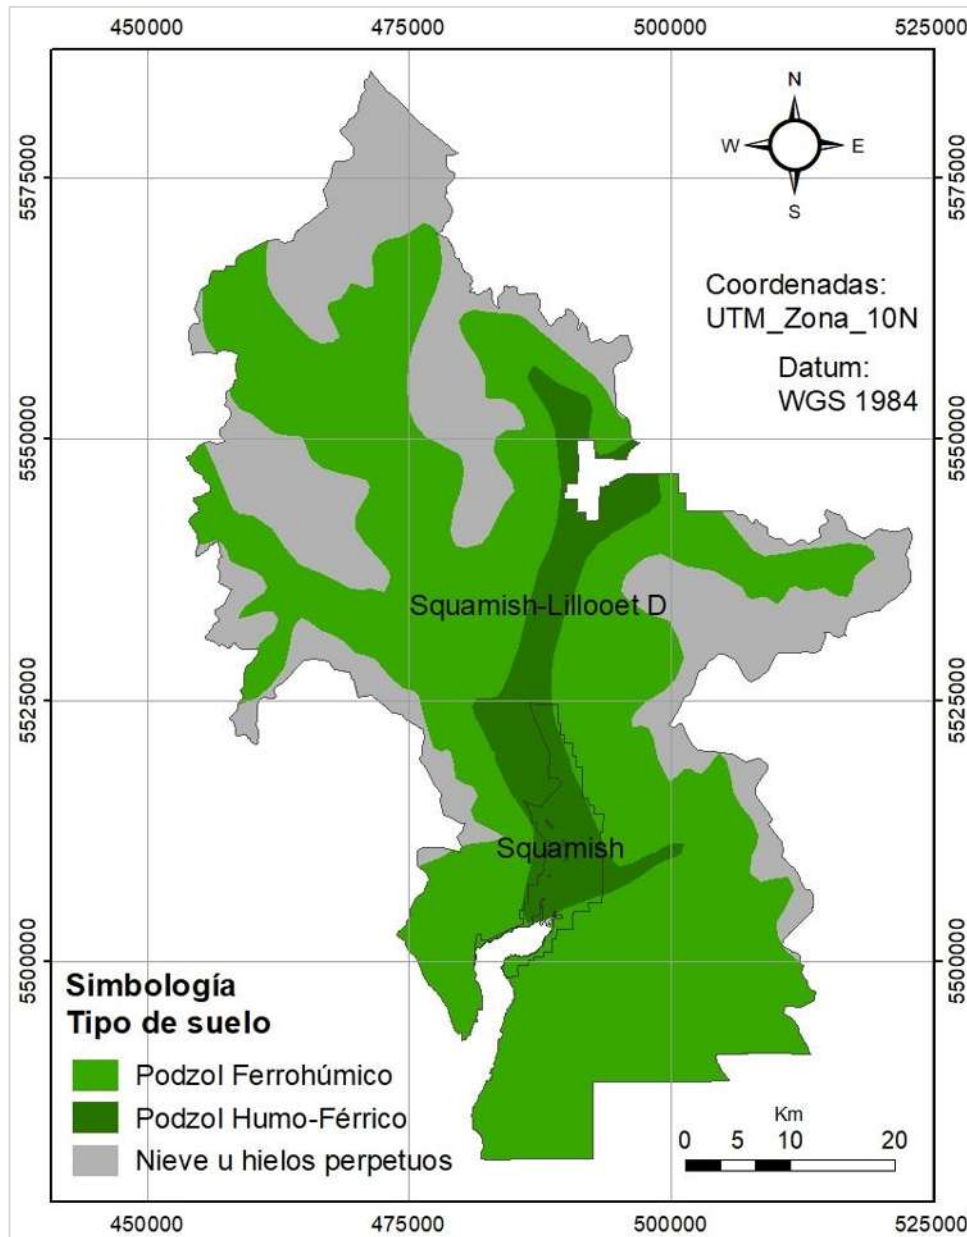 450000
475000
500000
525000
N
W
E
S
5575000
5575000
Coordenadas:
UTM_Zona_10N
Datum:
WGS 1984
5550000
5550000
Squamish-Lillooet D
5525000
5525000
Squamish
5500000
5500000
Simbología
Tipo de suelo
Podzol Ferrohúmico
Podzol Humo-Férrico
Nieve u hielos perpetuos
Km
0 5 10 20
450000
475000
500000
525000